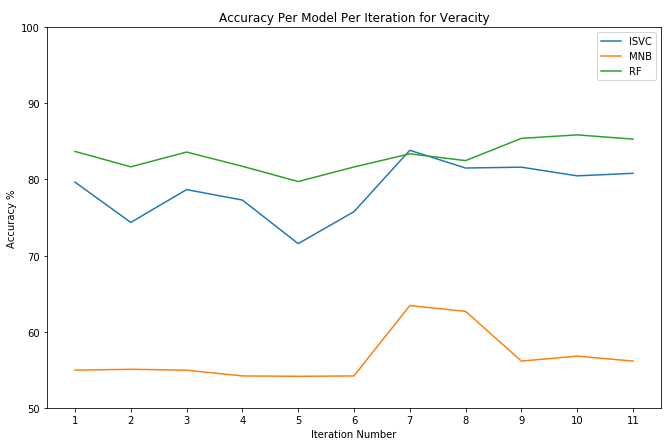 Accuracy Per Model Per Iteration for Veracity
100
90
80
70
60
50
Accuracy %
ISVC
MNB
RF
1 2 3 4 5 6 7 8 9 10 11
Iteration Number